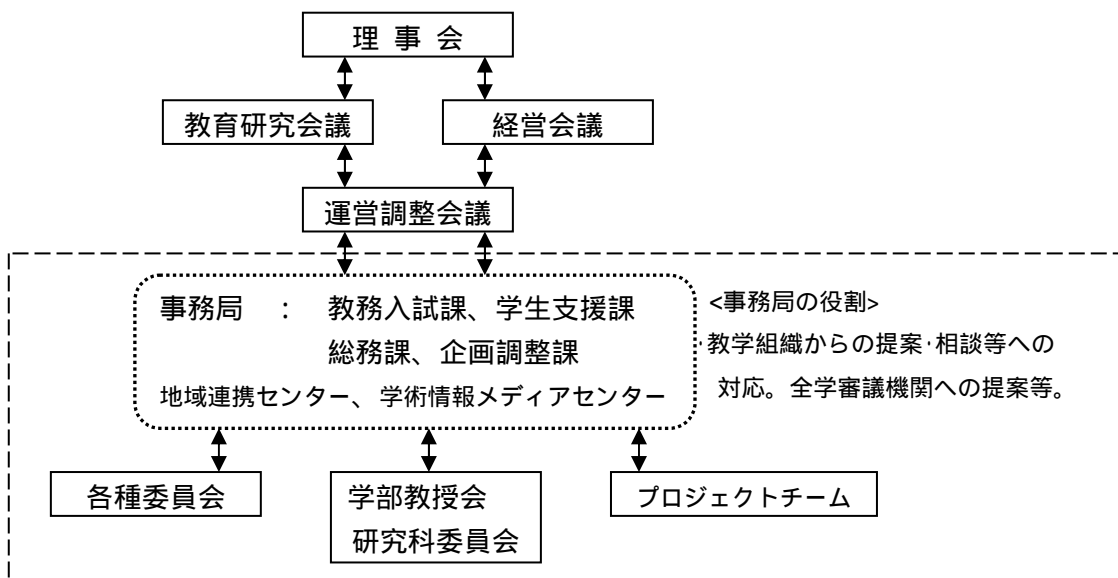 理 事 会
教育研究会議
経営会議
運営調整会議
事務局 : 教務入試課、学生支援課
総務課、企画調整課
地域連携センター、学術情報メディアセンター
<事務局の役割>
・教学組織からの提案・相談等への
対応。全学審議機関への提案等。
各種委員会
学部教授会
研究科委員会
プロジェクトチーム